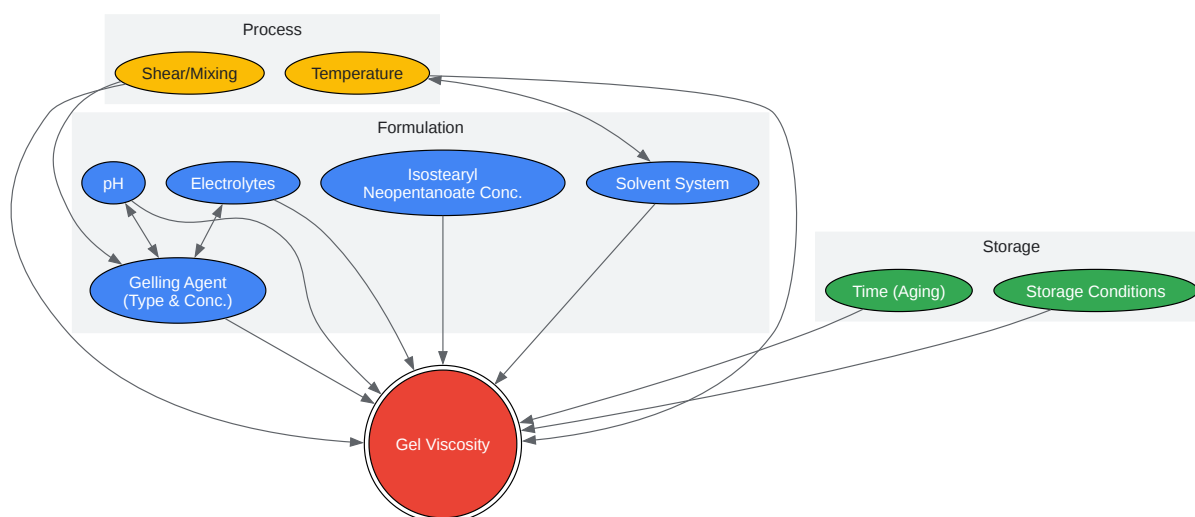 Process
Shear/Mixing
Temperature
Formulation
pH
Electrolytes
Isostearyl
Neopentanoate Conc.
Solvent System
Gelling Agent
(Type & Conc.)
Storage
Time (Aging)
Storage Conditions
Gel Viscosity